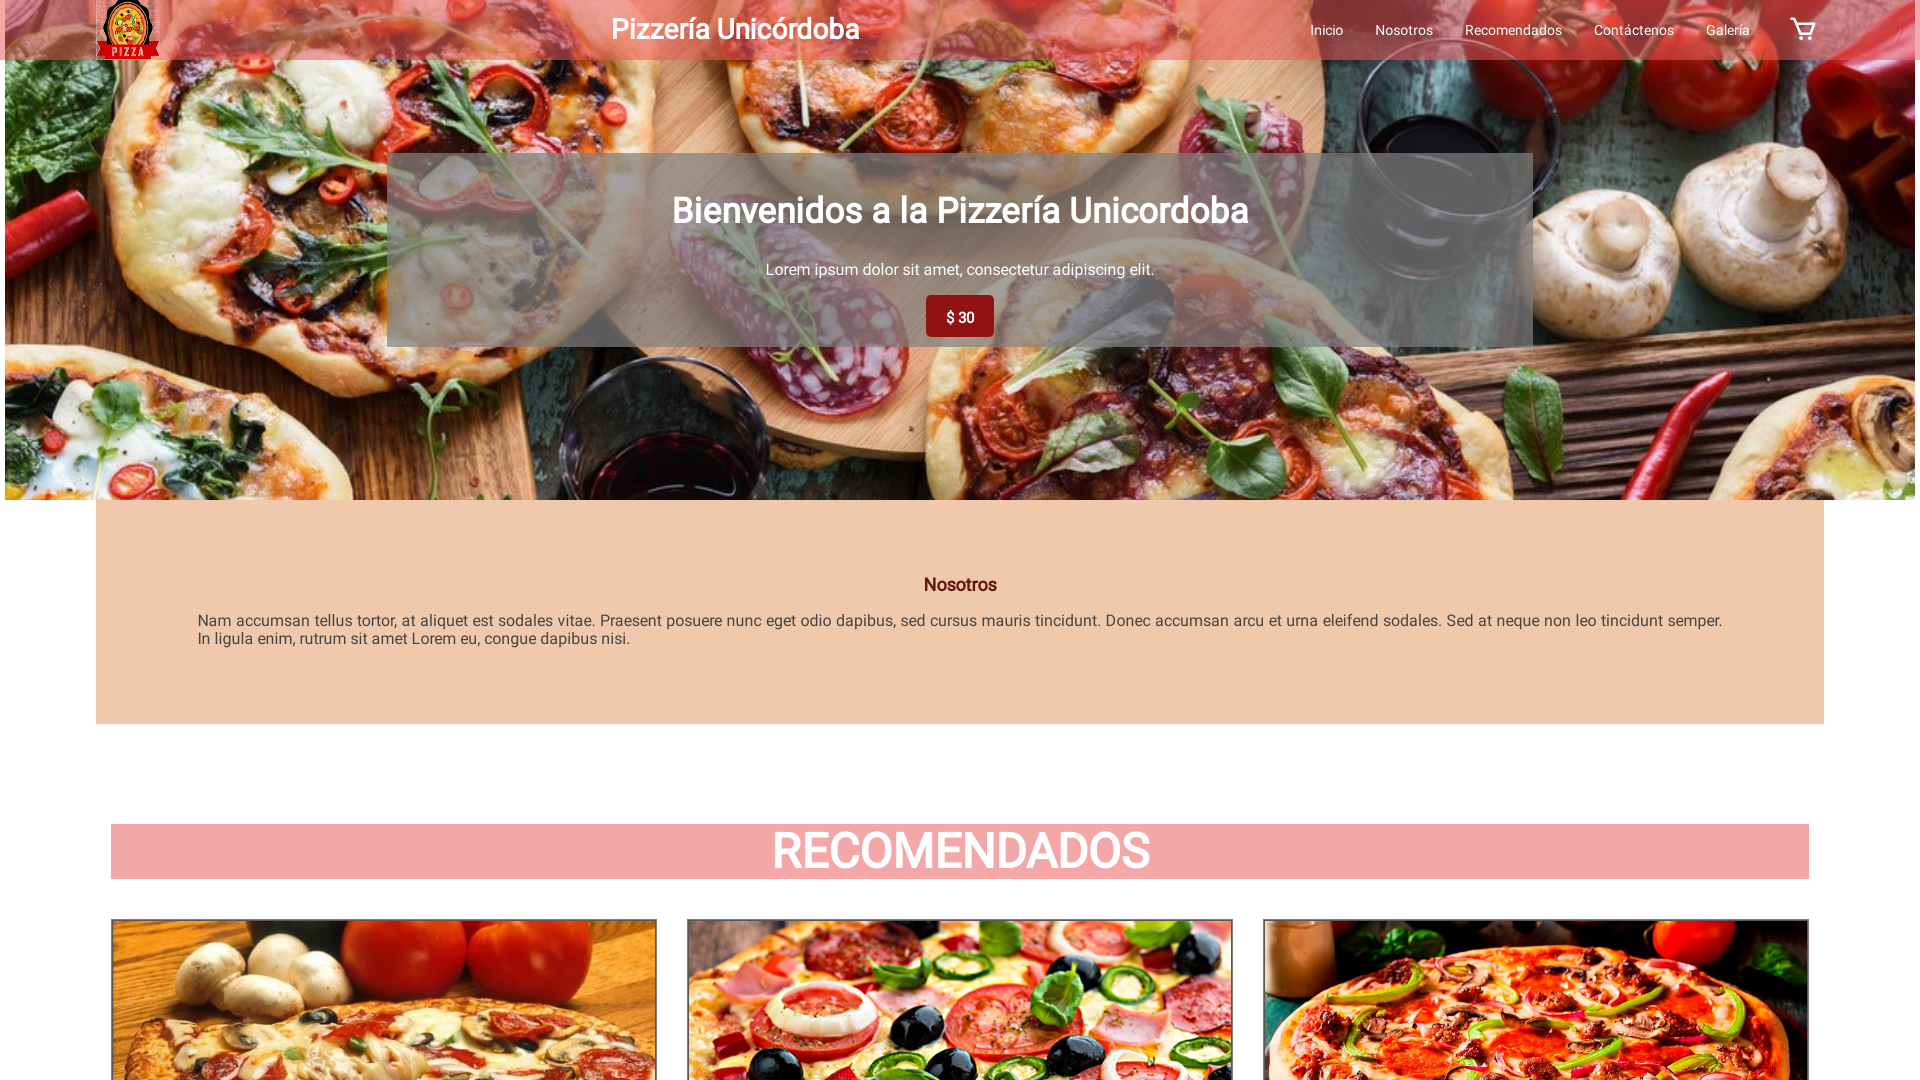 PIZZA
Pizzería Unicórdoba
Inicio
Nosotros
Recomendados
Contáctenos
Galería
Bienvenidos a la Pizzería Unicordoba
Lorem ipsum dolor sit amet, consectetur adipiscing elit.
$ 30
Nosotros
Nam accumsan tellus tortor, at aliquet est sodales vitae. Praesent posuere nunc eget odio dapibus, sed cursus mauris tincidunt. Donec accumsan arcu et urna eleifend sodales. Sed at neque non leo tincidunt semper.
In ligula enim, rutrum sit amet Lorem eu, congue dapibus nisi.
RECOMENDADOS